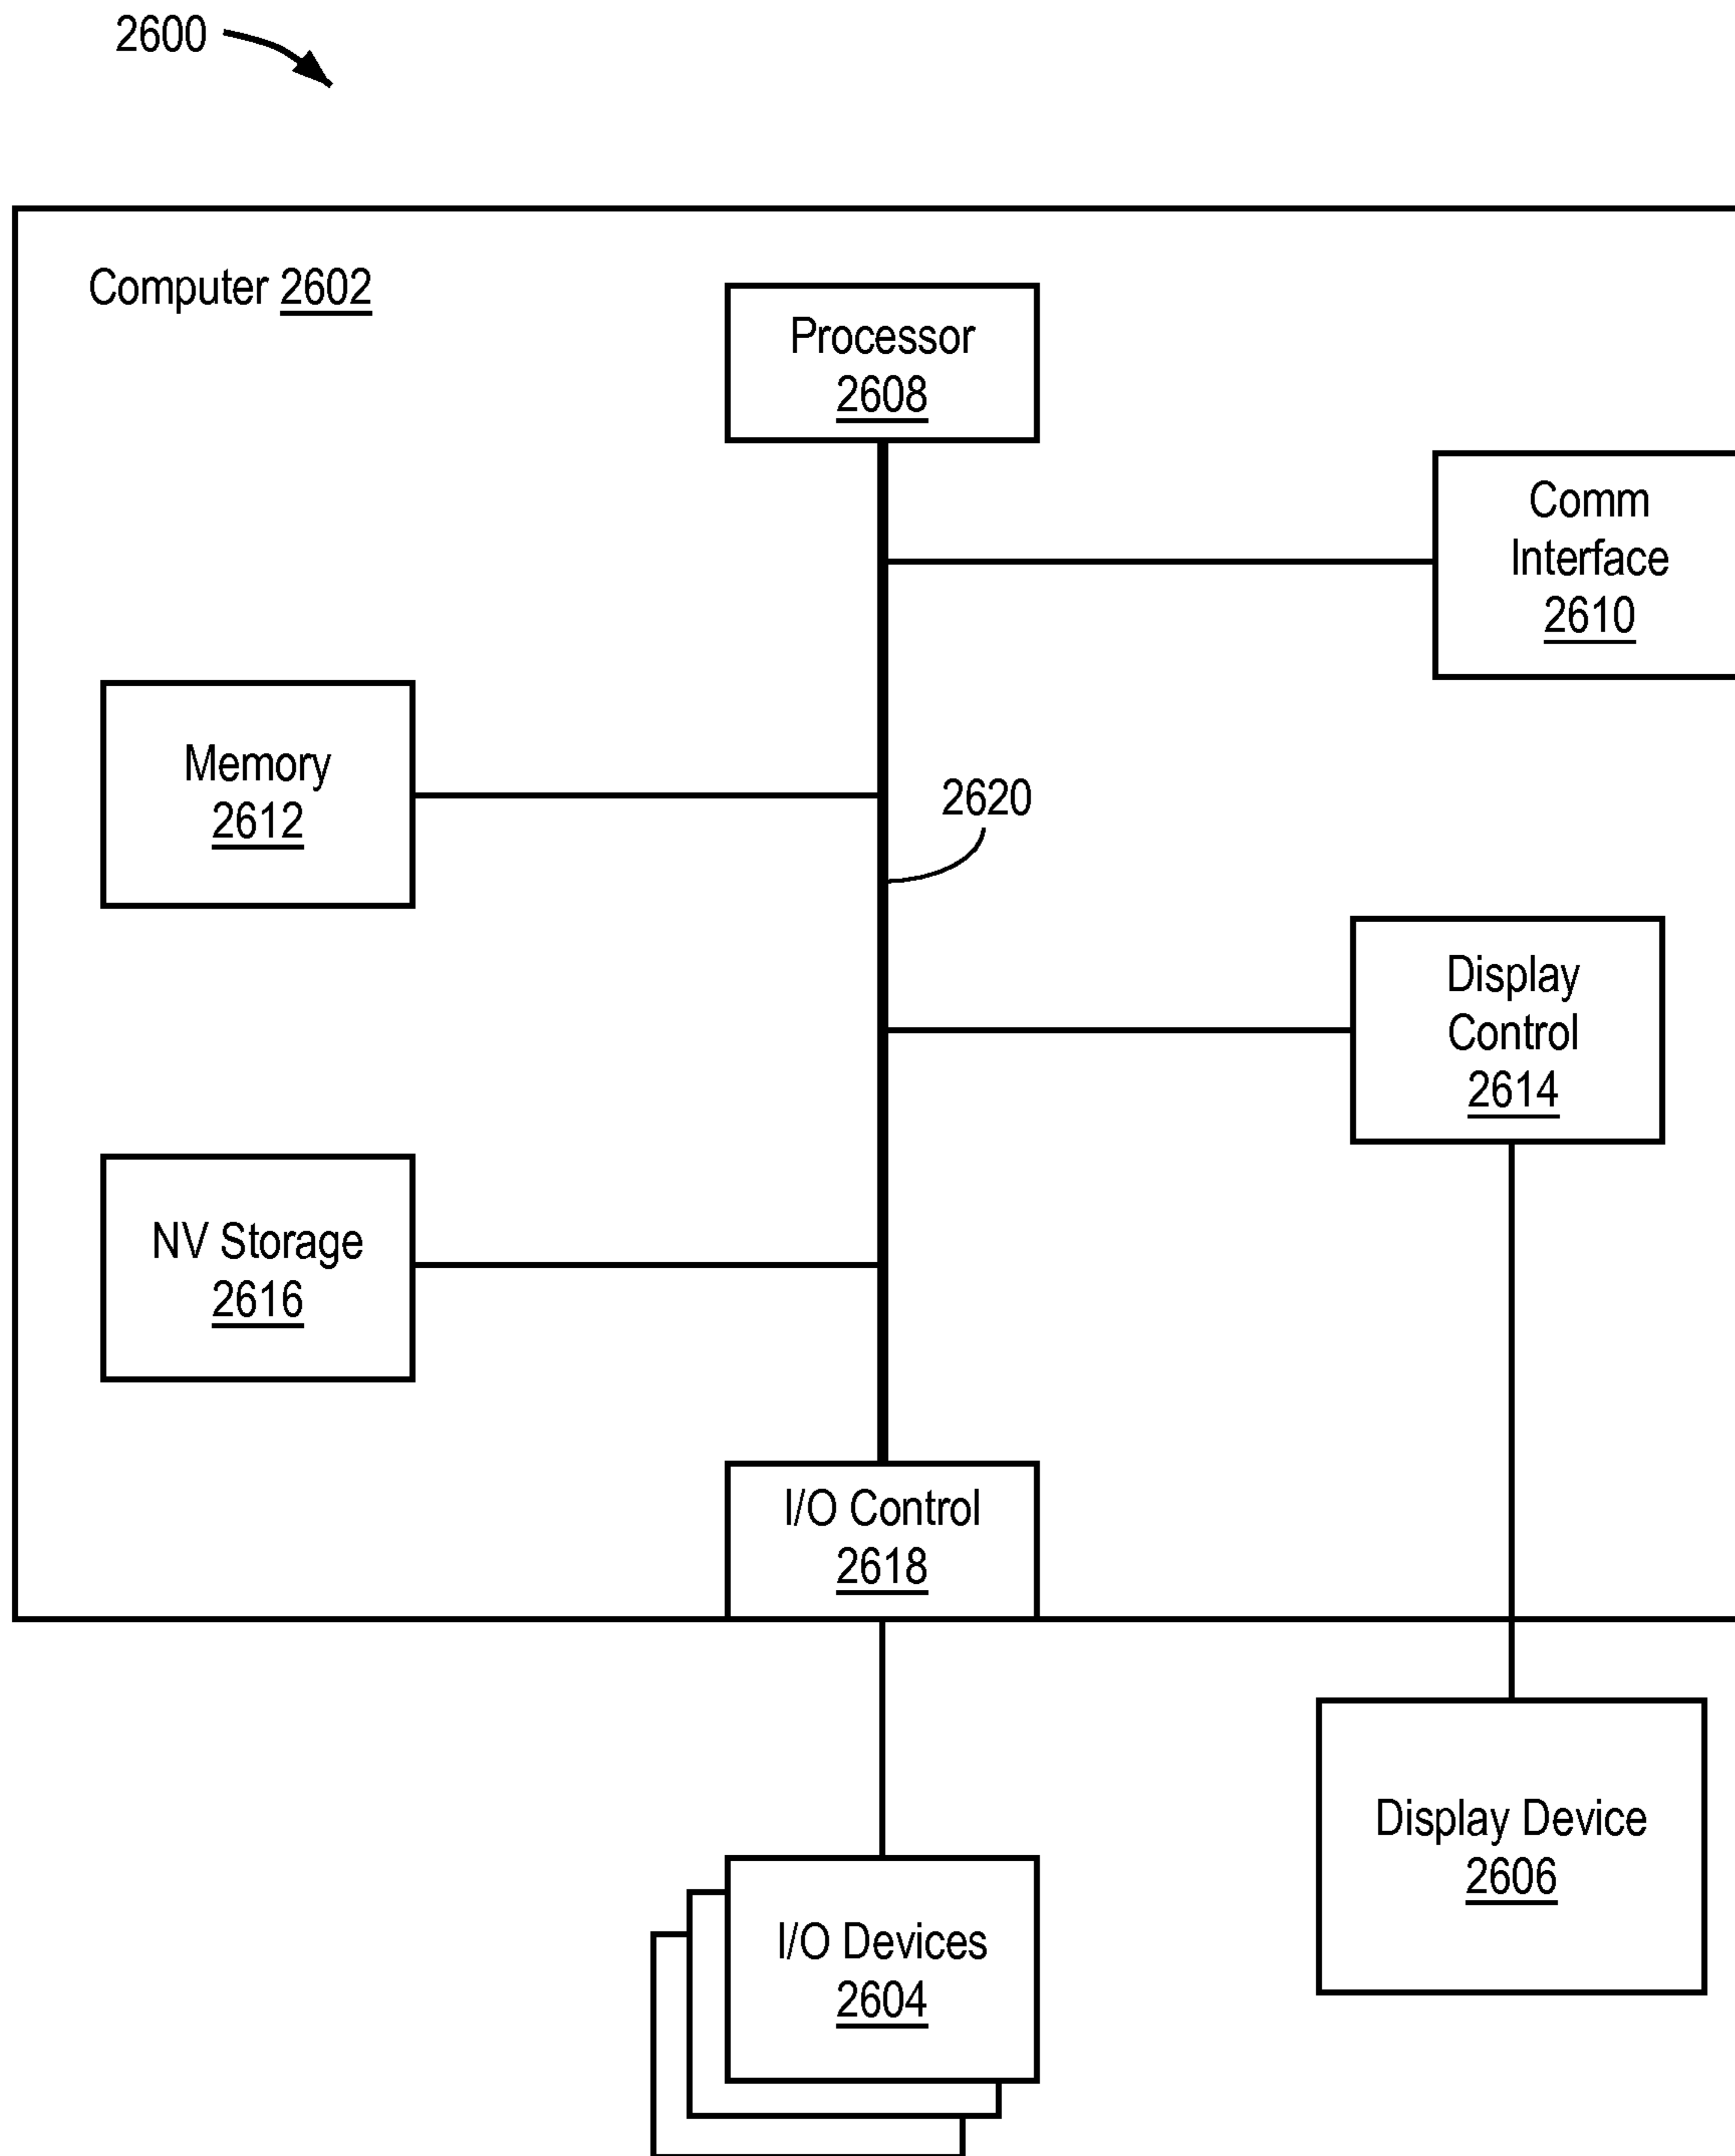 2600
Computer 2602
Processor
2608
Comm
Interface
2610
Memory
2612
2620
Display
Control
2614
NV Storage
2616
I/O Control
2618
Display Device
2606
I/O Devices
2604